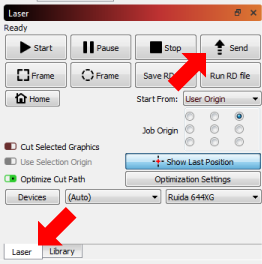 Laser
Ready
Start Pause Stop Send
Frame Frame Save RD Run RD file
Home Start From: User Origin
Job Origin
Cut Selected Graphics
Use Selection Origin Show Last Position
Optimize Cut Path Optimization Settings
Devices (Auto) Ruida 644XG
Laser Library